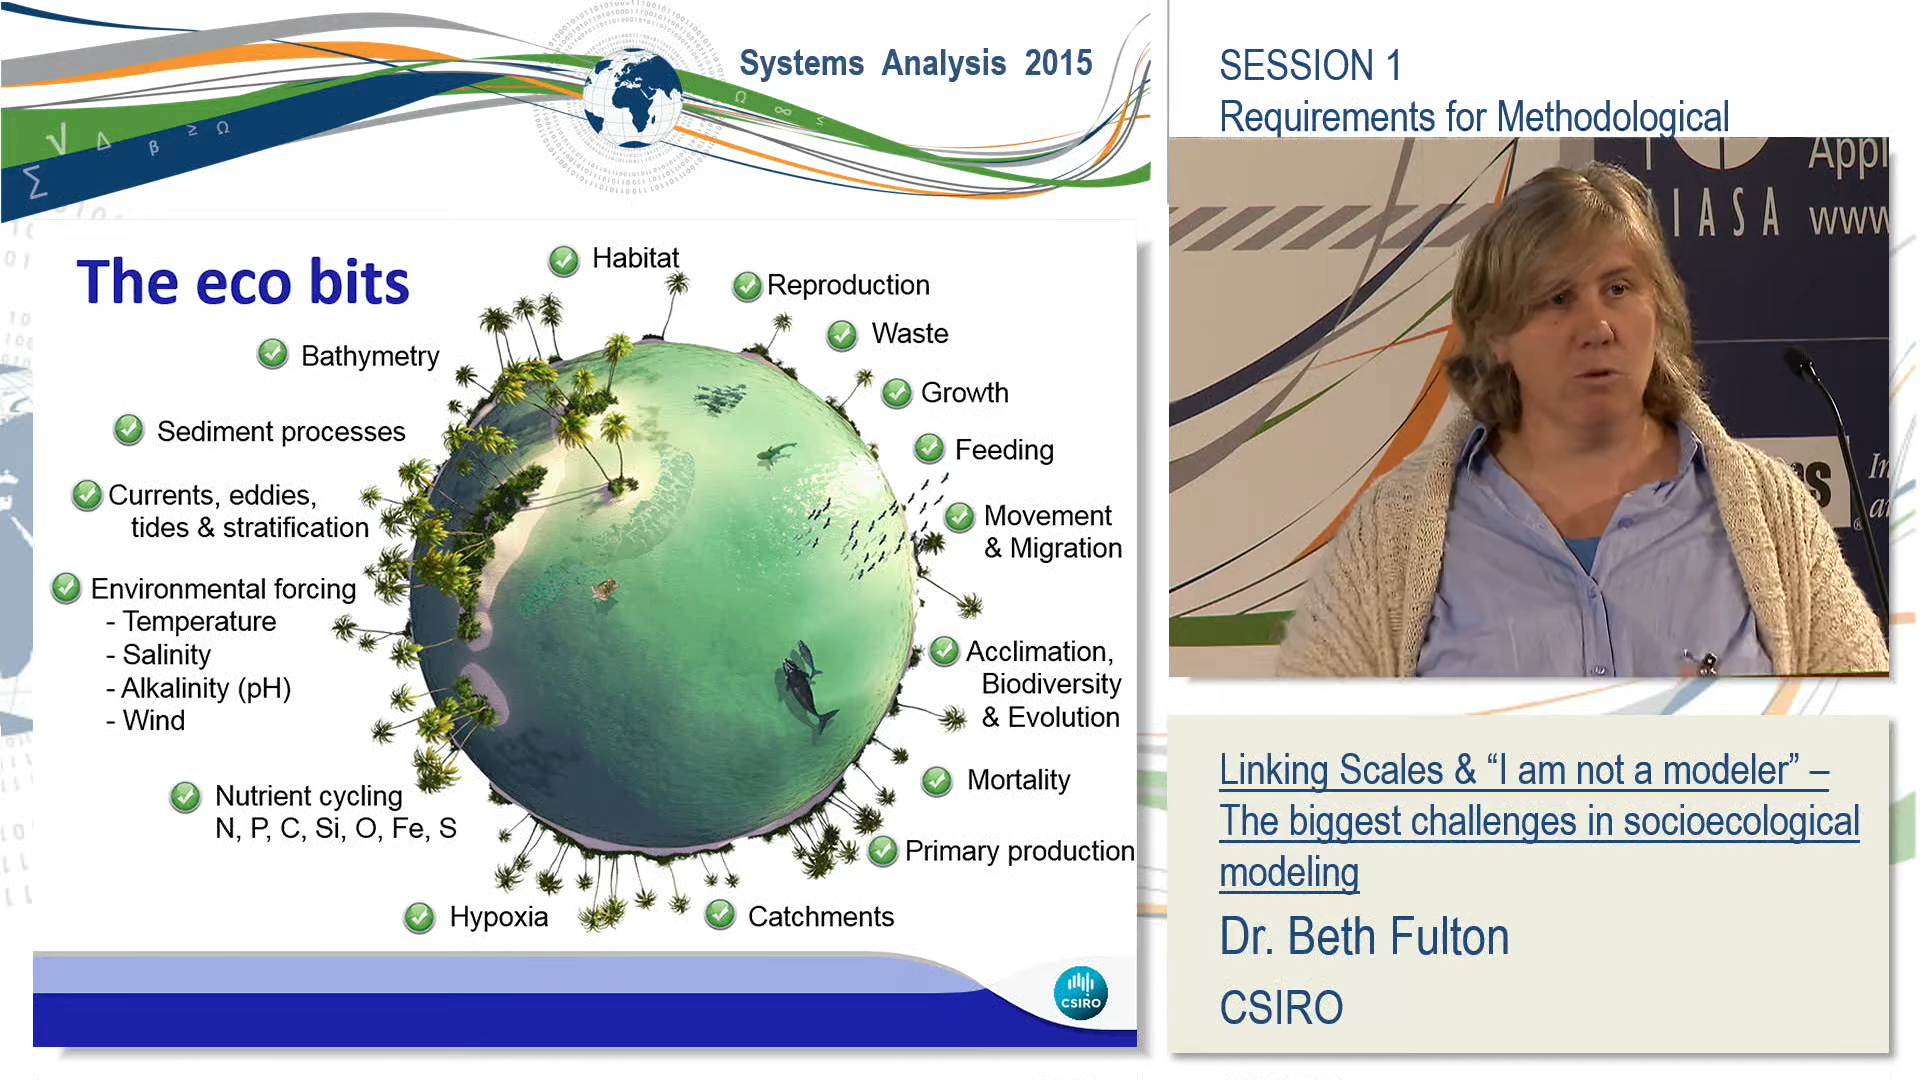 Systems Analysis 2015
SESSION 1
Requirements for Methodological
The eco bits
Habitat
Reproduction
Waste
Growth
Feeding
Movement
& Migration
Acclimation,
Biodiversity
& Evolution
Mortality
Primary production
Catchments
Hypoxia
Nutrient cycling
N, P, C, Si, O, Fe, S
Environmental forcing
- Temperature
- Salinity
- Alkalinity (pH)
- Wind
Currents, eddies,
tides & stratification
Sediment processes
Bathymetry
CSIRO
IIASA
www
Linking Scales & “I am not a modeler” –
The biggest challenges in socioecological
modeling
Dr. Beth Fulton
CSIRO